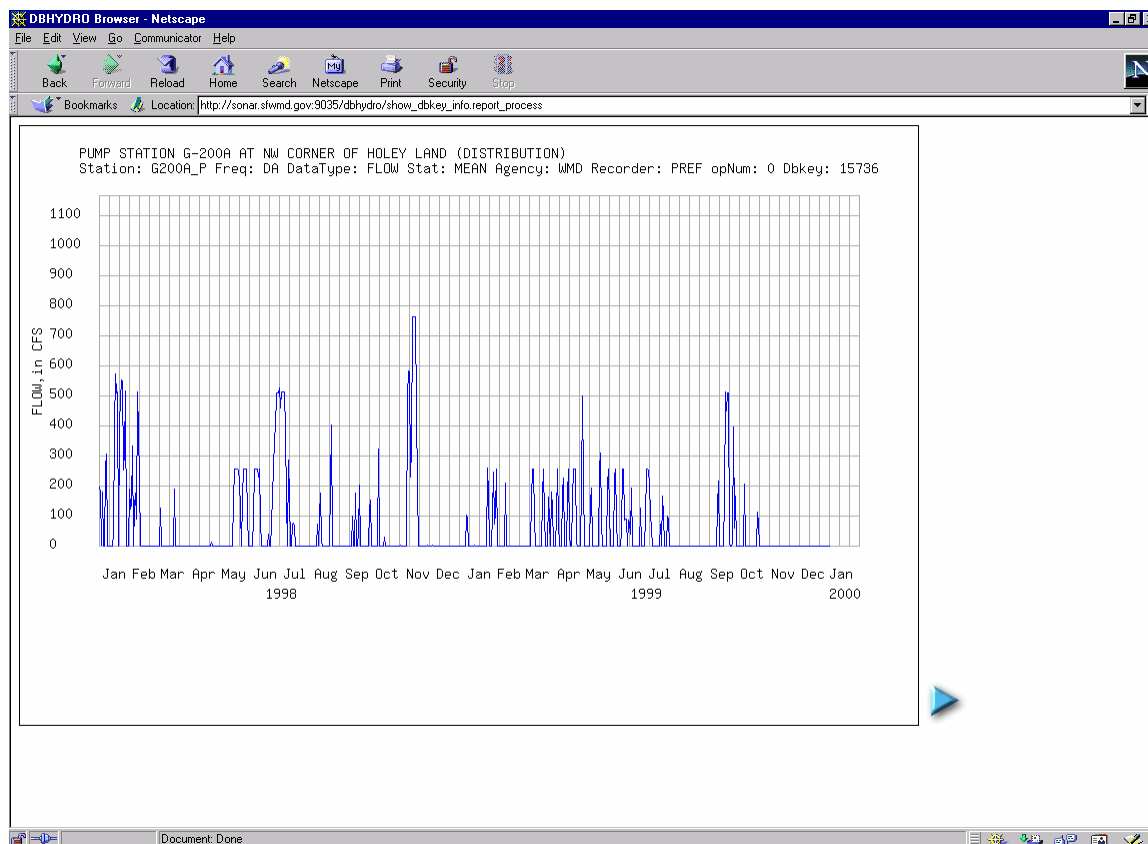 DBHYDRO Browser - Netscape
File Edit View Go Communicator Help
Back Forward Reload Home Search Netscape Print Security Stop
My
N
Bookmarks Location: http://sonar.sfwmd.gov:9035/dbhydro/show_dbkey_info.report_process
PUMP STATION G-200A AT NW CORNER OF HOLEY LAND (DISTRIBUTION)
Station: G200A_P Freq: DA DataType: FLOW Stat: MEAN Agency: WMD Recorder: PREF opNum: 0 Dbkey: 15736
FLOW,in CFS
1100
1000
900
800
700
600
500
400
300
200
100
0
Jan Feb Mar Apr May Jun Jul Aug Sep Oct Nov Dec Jan Feb Mar Apr May Jun Jul Aug Sep Oct Nov Dec Jan
1998 1999 2000
Document: Done